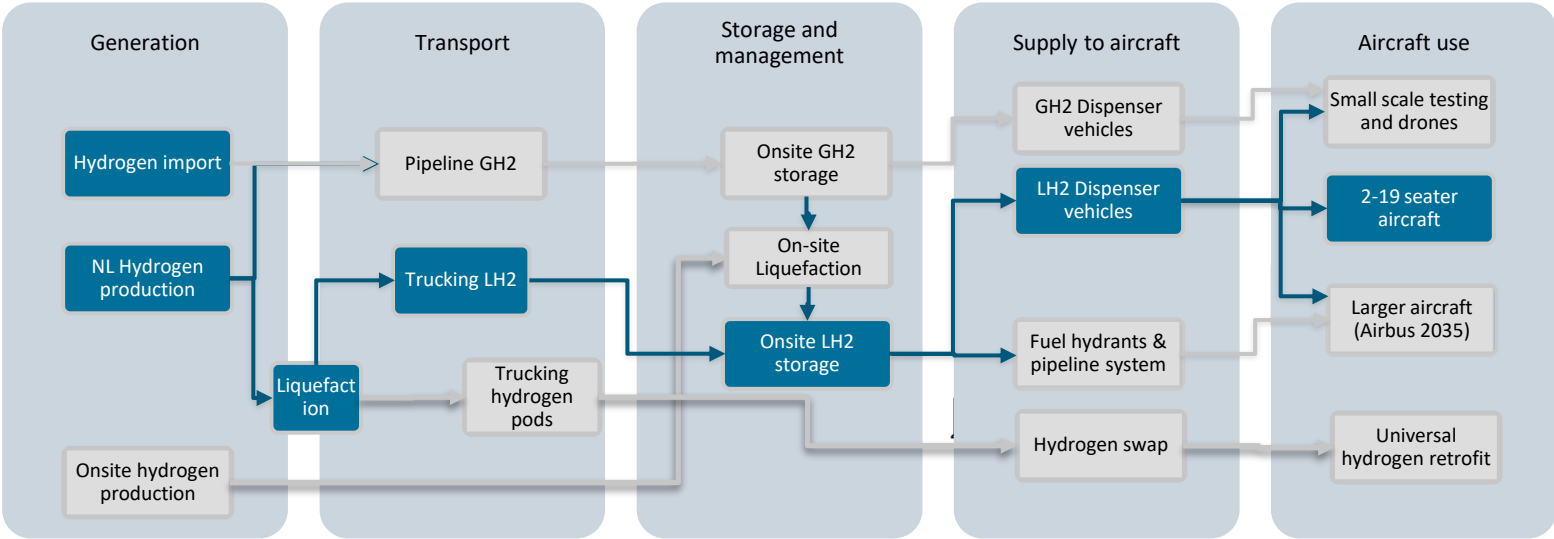 Generation
Transport
Storage and
management
Supply to aircraft
Aircraft use
Hydrogen import
NL Hydrogen
production
Liquefact
ion
Onsite hydrogen
production
Pipeline GH2
Trucking LH2
Trucking
hydrogen
pods
Onsite GH2
storage
On-site
Liquefaction
Onsite LH2
storage
GH2 Dispenser
vehicles
LH2 Dispenser
vehicles
Fuel hydrants &
pipeline system
Hydrogen swap
Small scale testing
and drones
2-19 seater
aircraft
Larger aircraft
(Airbus 2035)
Universal
hydrogen retrofit